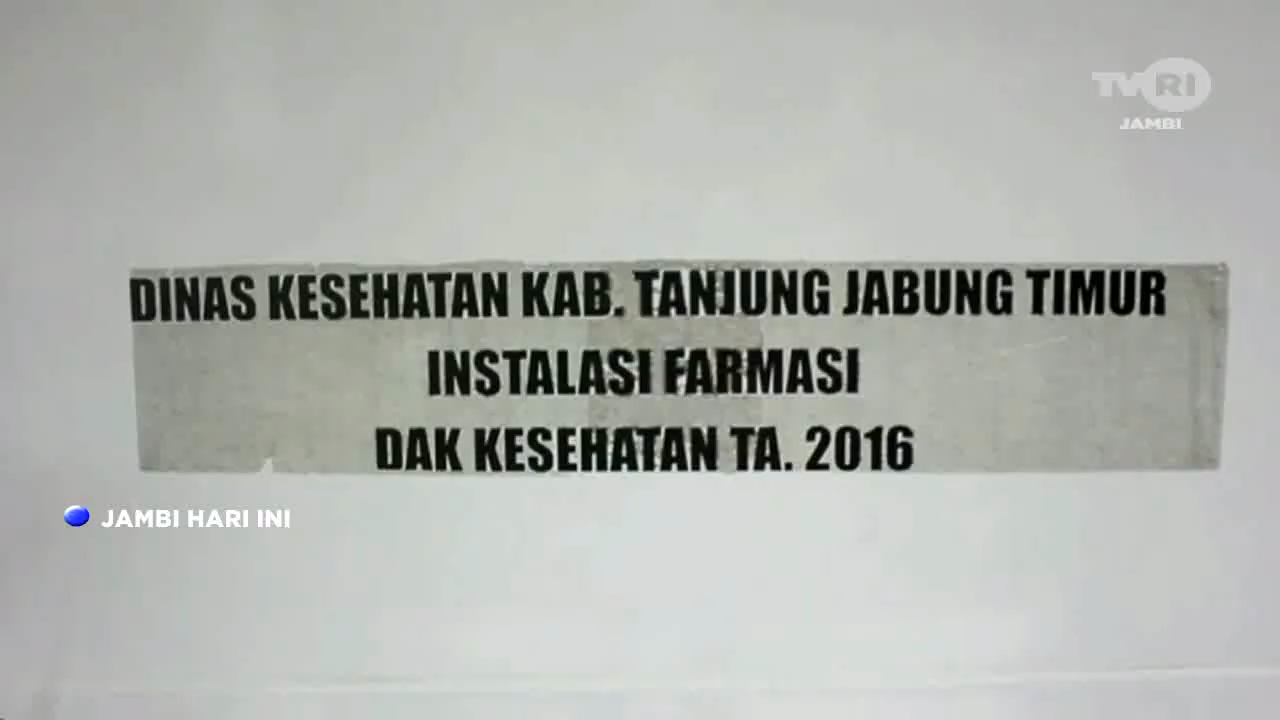 TVRI
JAMBI
DINAS KESEHATAN KAB. TANJUNG JABUNG TIMUR
INSTALASI FARMASI
DAK KESEHATAN TA. 2016
JAMBI HARI INI